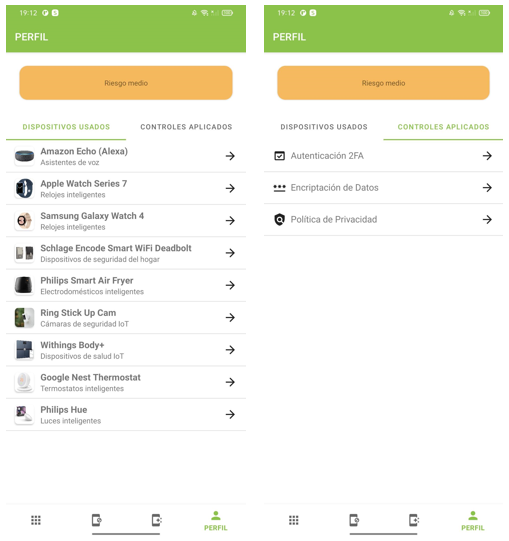 19:12
PERFIL
Riesgo medio
DISPOSITIVOS USADOS CONTROLES APLICADOS
Amazon Echo (Alexa)
Asistentes de voz
Apple Watch Series 7
Relojes inteligentes
Samsung Galaxy Watch 4
Relojes inteligentes
Schlage Encode Smart WiFi Deadbolt
Dispositivos de seguridad del hogar
Philips Smart Air Fryer
Electrodomésticos inteligentes
Ring Stick Up Cam
Cámaras de seguridad IoT
Withings Body+
Dispositivos de salud IoT
Google Nest Thermostat
Termostatos inteligentes
Philips Hue
Luces inteligentes
PERFIL
19:12
PERFIL
Riesgo medio
DISPOSITIVOS USADOS CONTROLES APLICADOS
Autenticación 2FA
Encriptación de Datos
Política de Privacidad
PERFIL